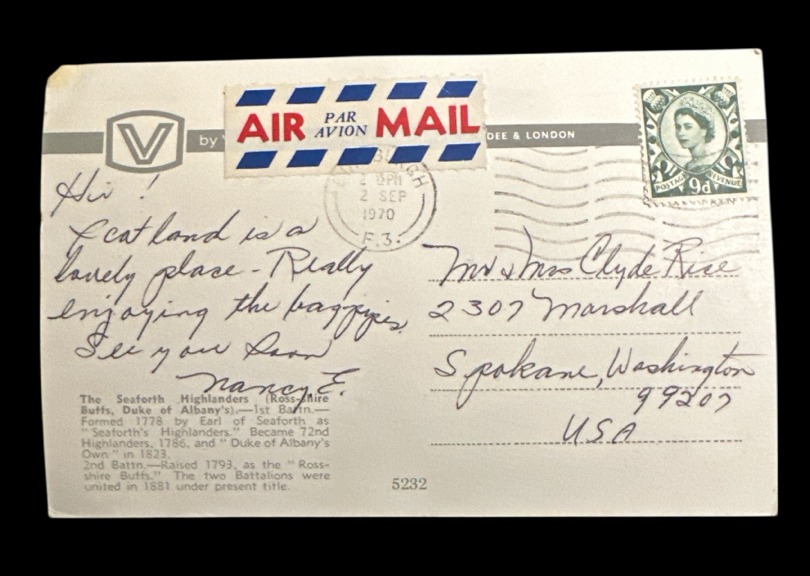 V
by
AIR PAR AVION MAIL
DEE & LONDON
2 SEP
1970
F.3.
POSTAGE REVENUE
9d
Hi !
Scotland is a
lovely place - Really
enjoying the bagpipes.
See you soon
Nancy E.
Mr & Mrs Clyde Rice
2307 Marshall
Spokane, Washington
99207
USA
The Seaforth Highlanders (Ross-shire
Buffs, Duke of Albany's).—1st Battn.—
Formed 1778 by Earl of Seaforth as
"Seaforth's Highlanders." Became 72nd
Highlanders, 1786, and "Duke of Albany's
Own" in 1823.
2nd Battn.—Raised 1793, as the "Ross-
shire Buffs." The two Battalions were
united in 1881 under present title.
5232